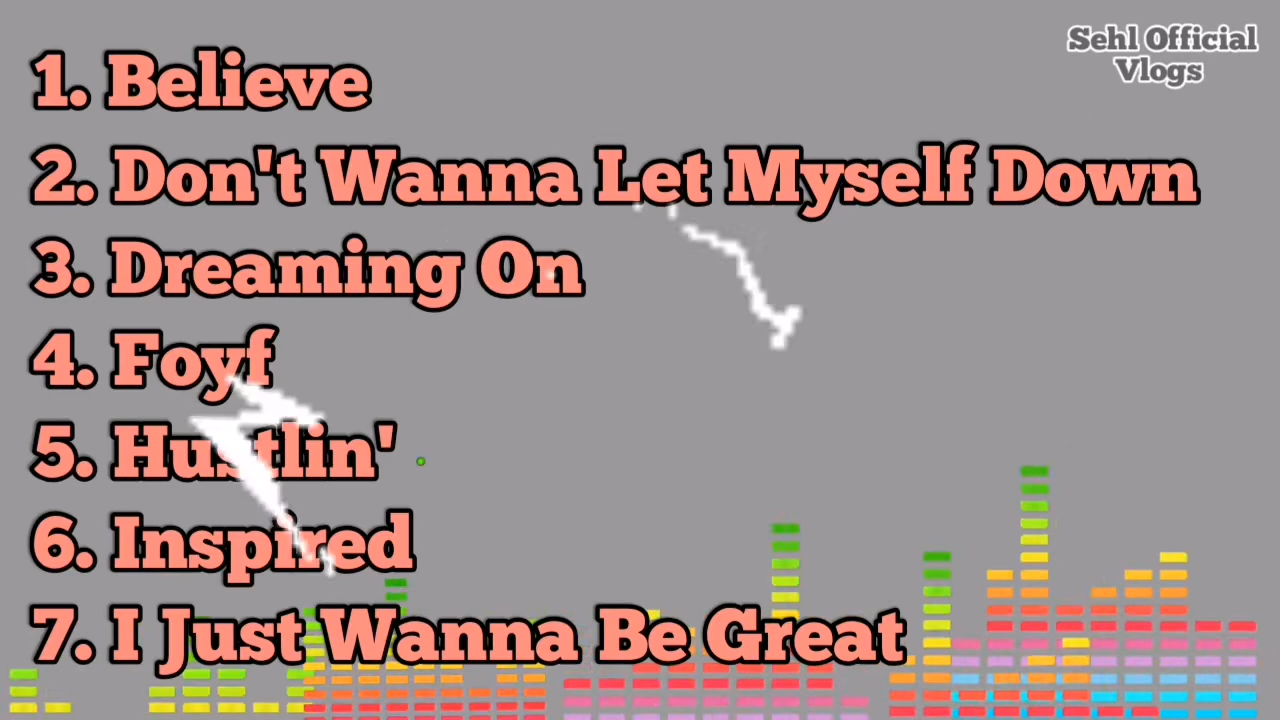 Sehl Official
Vlogs
1. Believe
2. Don't Wanna Let Myself Down
3. Dreaming On
4. Foyf
5. Hustlin'
6. Inspired
7. I Just Wanna Be Great